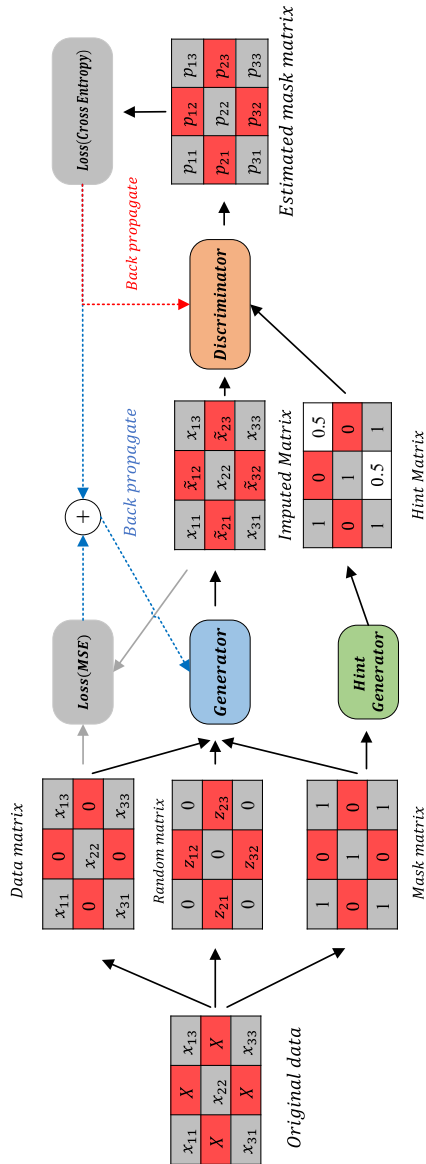 Original data
x₁₁ X x₁₃
X x₂₂ X
x₃₁ X x₃₃
Data matrix
x₁₁ 0 x₁₃
0 x₂₂ 0
x₃₁ 0 x₃₃
Random matrix
0 z₁₂ 0
z₂₁ 0 z₂₃
0 z₃₂ 0
1 0 1
0 1 0
1 0 1
Mask matrix
Loss(MSE)
+
Back propagate
Generator
Hint
Generator
x₁₁ x̃₁₂ x₁₃
x̃₂₁ x₂₂ x̃₂₃
x₃₁ x̃₃₂ x₃₃
Imputed Matrix
1 0 0.5
0 1 0
1 0.5 1
Hint Matrix
Discriminator
Back propagate
Loss(Cross Entropy)
p₁₁ p₁₂ p₁₃
p₂₁ p₂₂ p₂₃
p₃₁ p₃₂ p₃₃
Estimated mask matrix